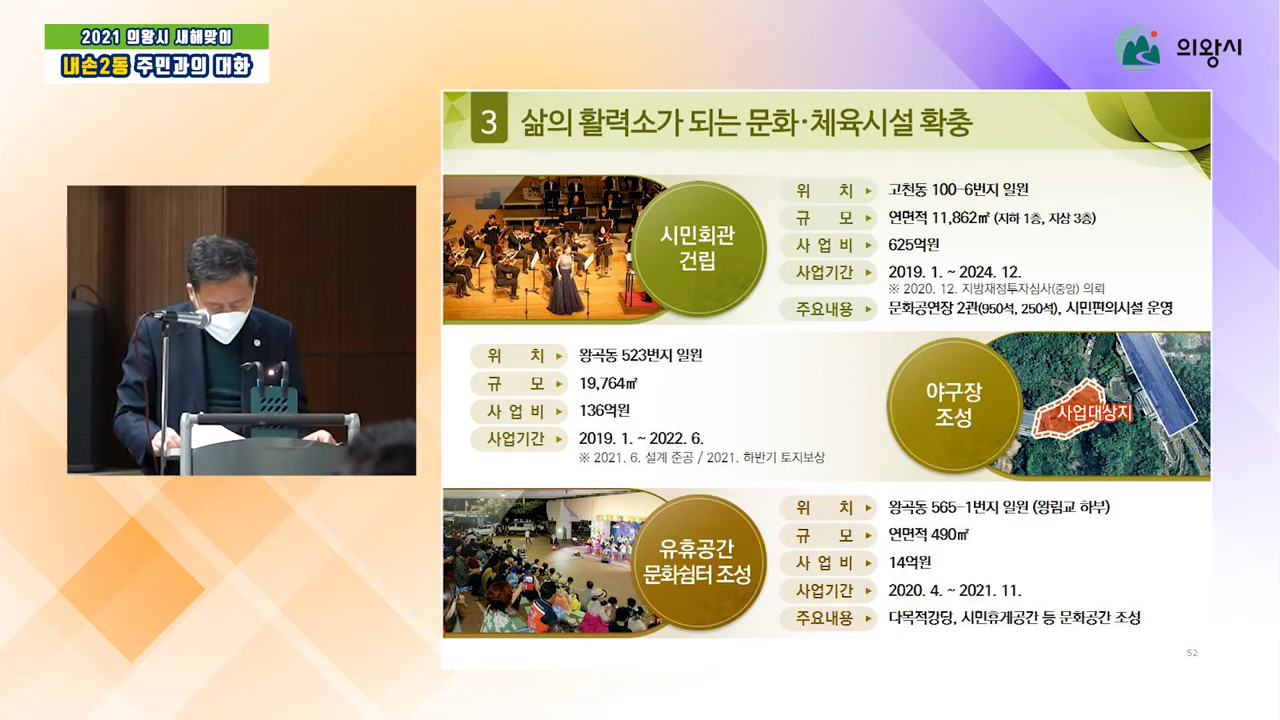 2021 의왕시 새해맞이
내손2동 주민과의 대화
의왕시
3 삶의 활력소가 되는 문화·체육시설 확충
시민회관
건립
위 치 ▸ 고천동 100-6번지 일원
규 모 ▸ 연면적 11,862㎡ (지하 1층, 지상 3층)
사 업 비 ▸ 625억원
사업기간 ▸ 2019. 1. ~ 2024. 12.
※ 2020. 12. 지방재정투자심사(중앙) 의뢰
주요내용 ▸ 문화공연장 2관(950석, 250석), 시민편의시설 운영
위 치 ▸ 왕곡동 523번지 일원
규 모 ▸ 19,764㎡
사 업 비 ▸ 136억원
사업기간 ▸ 2019. 1. ~ 2022. 6.
※ 2021. 6. 설계 준공 / 2021. 하반기 토지보상
야구장
조성
사업대상지
유휴공간
문화쉼터 조성
위 치 ▸ 왕곡동 565-1번지 일원 (왕림교 하부)
규 모 ▸ 연면적 490㎡
사 업 비 ▸ 14억원
사업기간 ▸ 2020. 4. ~ 2021. 11.
주요내용 ▸ 다목적강당, 시민휴게공간 등 문화공간 조성
52